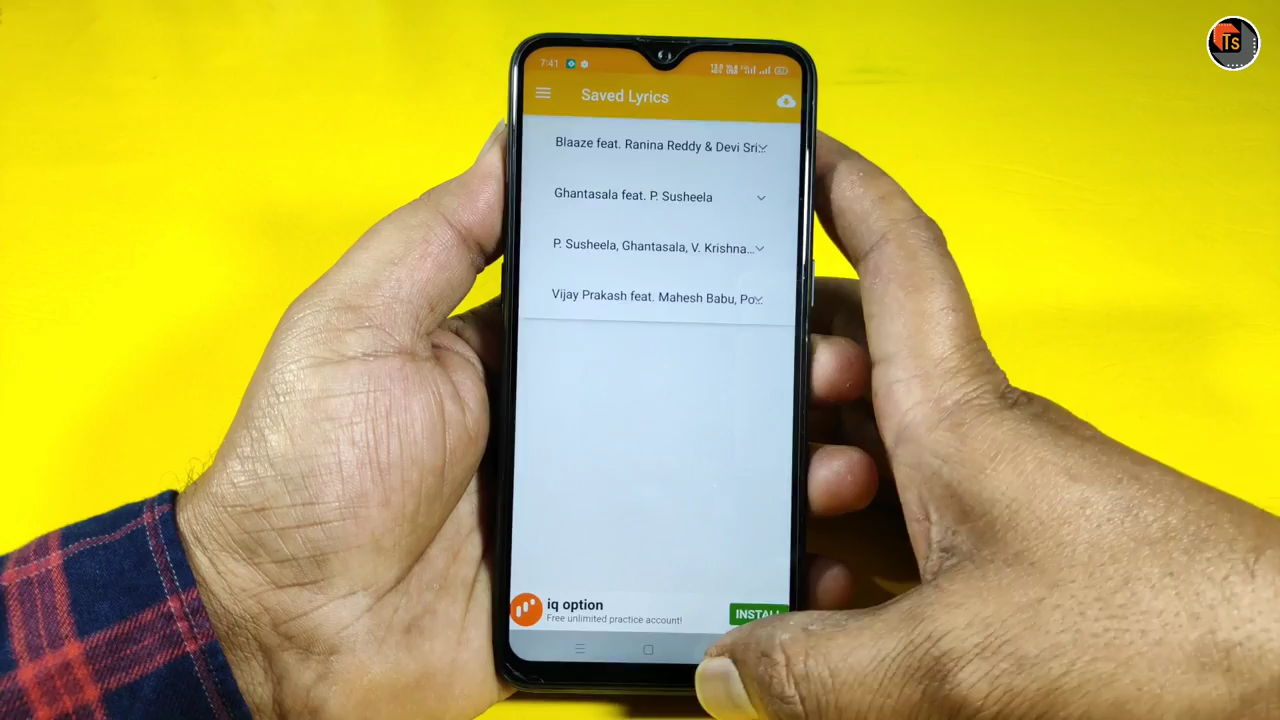 Ts
7:41
Saved Lyrics
Blaaze feat. Ranina Reddy & Devi Sri...
Ghantasala feat. P. Susheela
P. Susheela, Ghantasala, V. Krishna...
Vijay Prakash feat. Mahesh Babu, Po...
iq option
Free unlimited practice account!
INSTALL